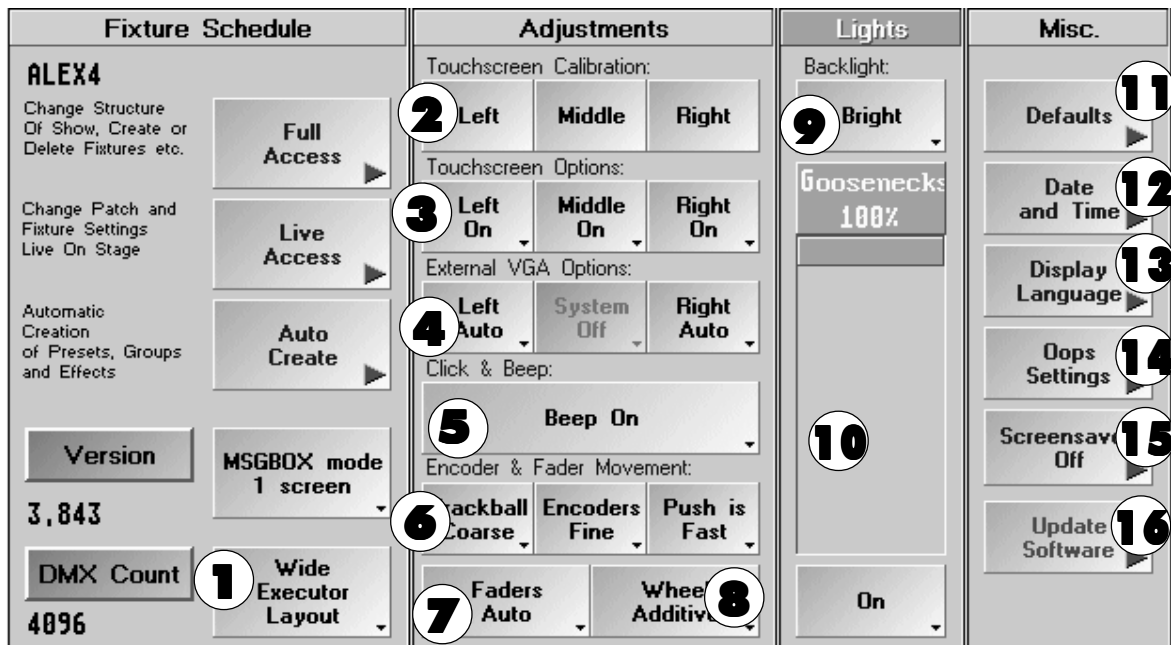 Fixture Schedule
ALEX4
Change Structure
Of Show, Create or
Delete Fixtures etc.
Full
Access
Change Patch and
Fixture Settings
Live On Stage
Live
Access
Automatic
Creation
of Presets, Groups
and Effects
Auto
Create
Version
3,843
MSGBOX mode
1 screen
DMX Count
4096
1
Wide
Executor
Layout
Adjustments
Touchscreen Calibration:
2
Left
Middle
Right
Touchscreen Options:
3
Left
On
Middle
On
Right
On
External VGA Options:
4
Left
Auto
System
Off
Right
Auto
Click & Beep:
5
Beep On
Encoder & Fader Movement:
6
rackball
Coarse
Encoders
Fine
Push is
Fast
7
Faders
Auto
Whee
Additiv
8
Lights
Backlight:
9
Bright
Goosenecks
100%
10
On
Misc.
11
Defaults
12
Date
and Time
13
Display
Language
14
Oops
Settings
15
Screensav
Off
16
Update
Software